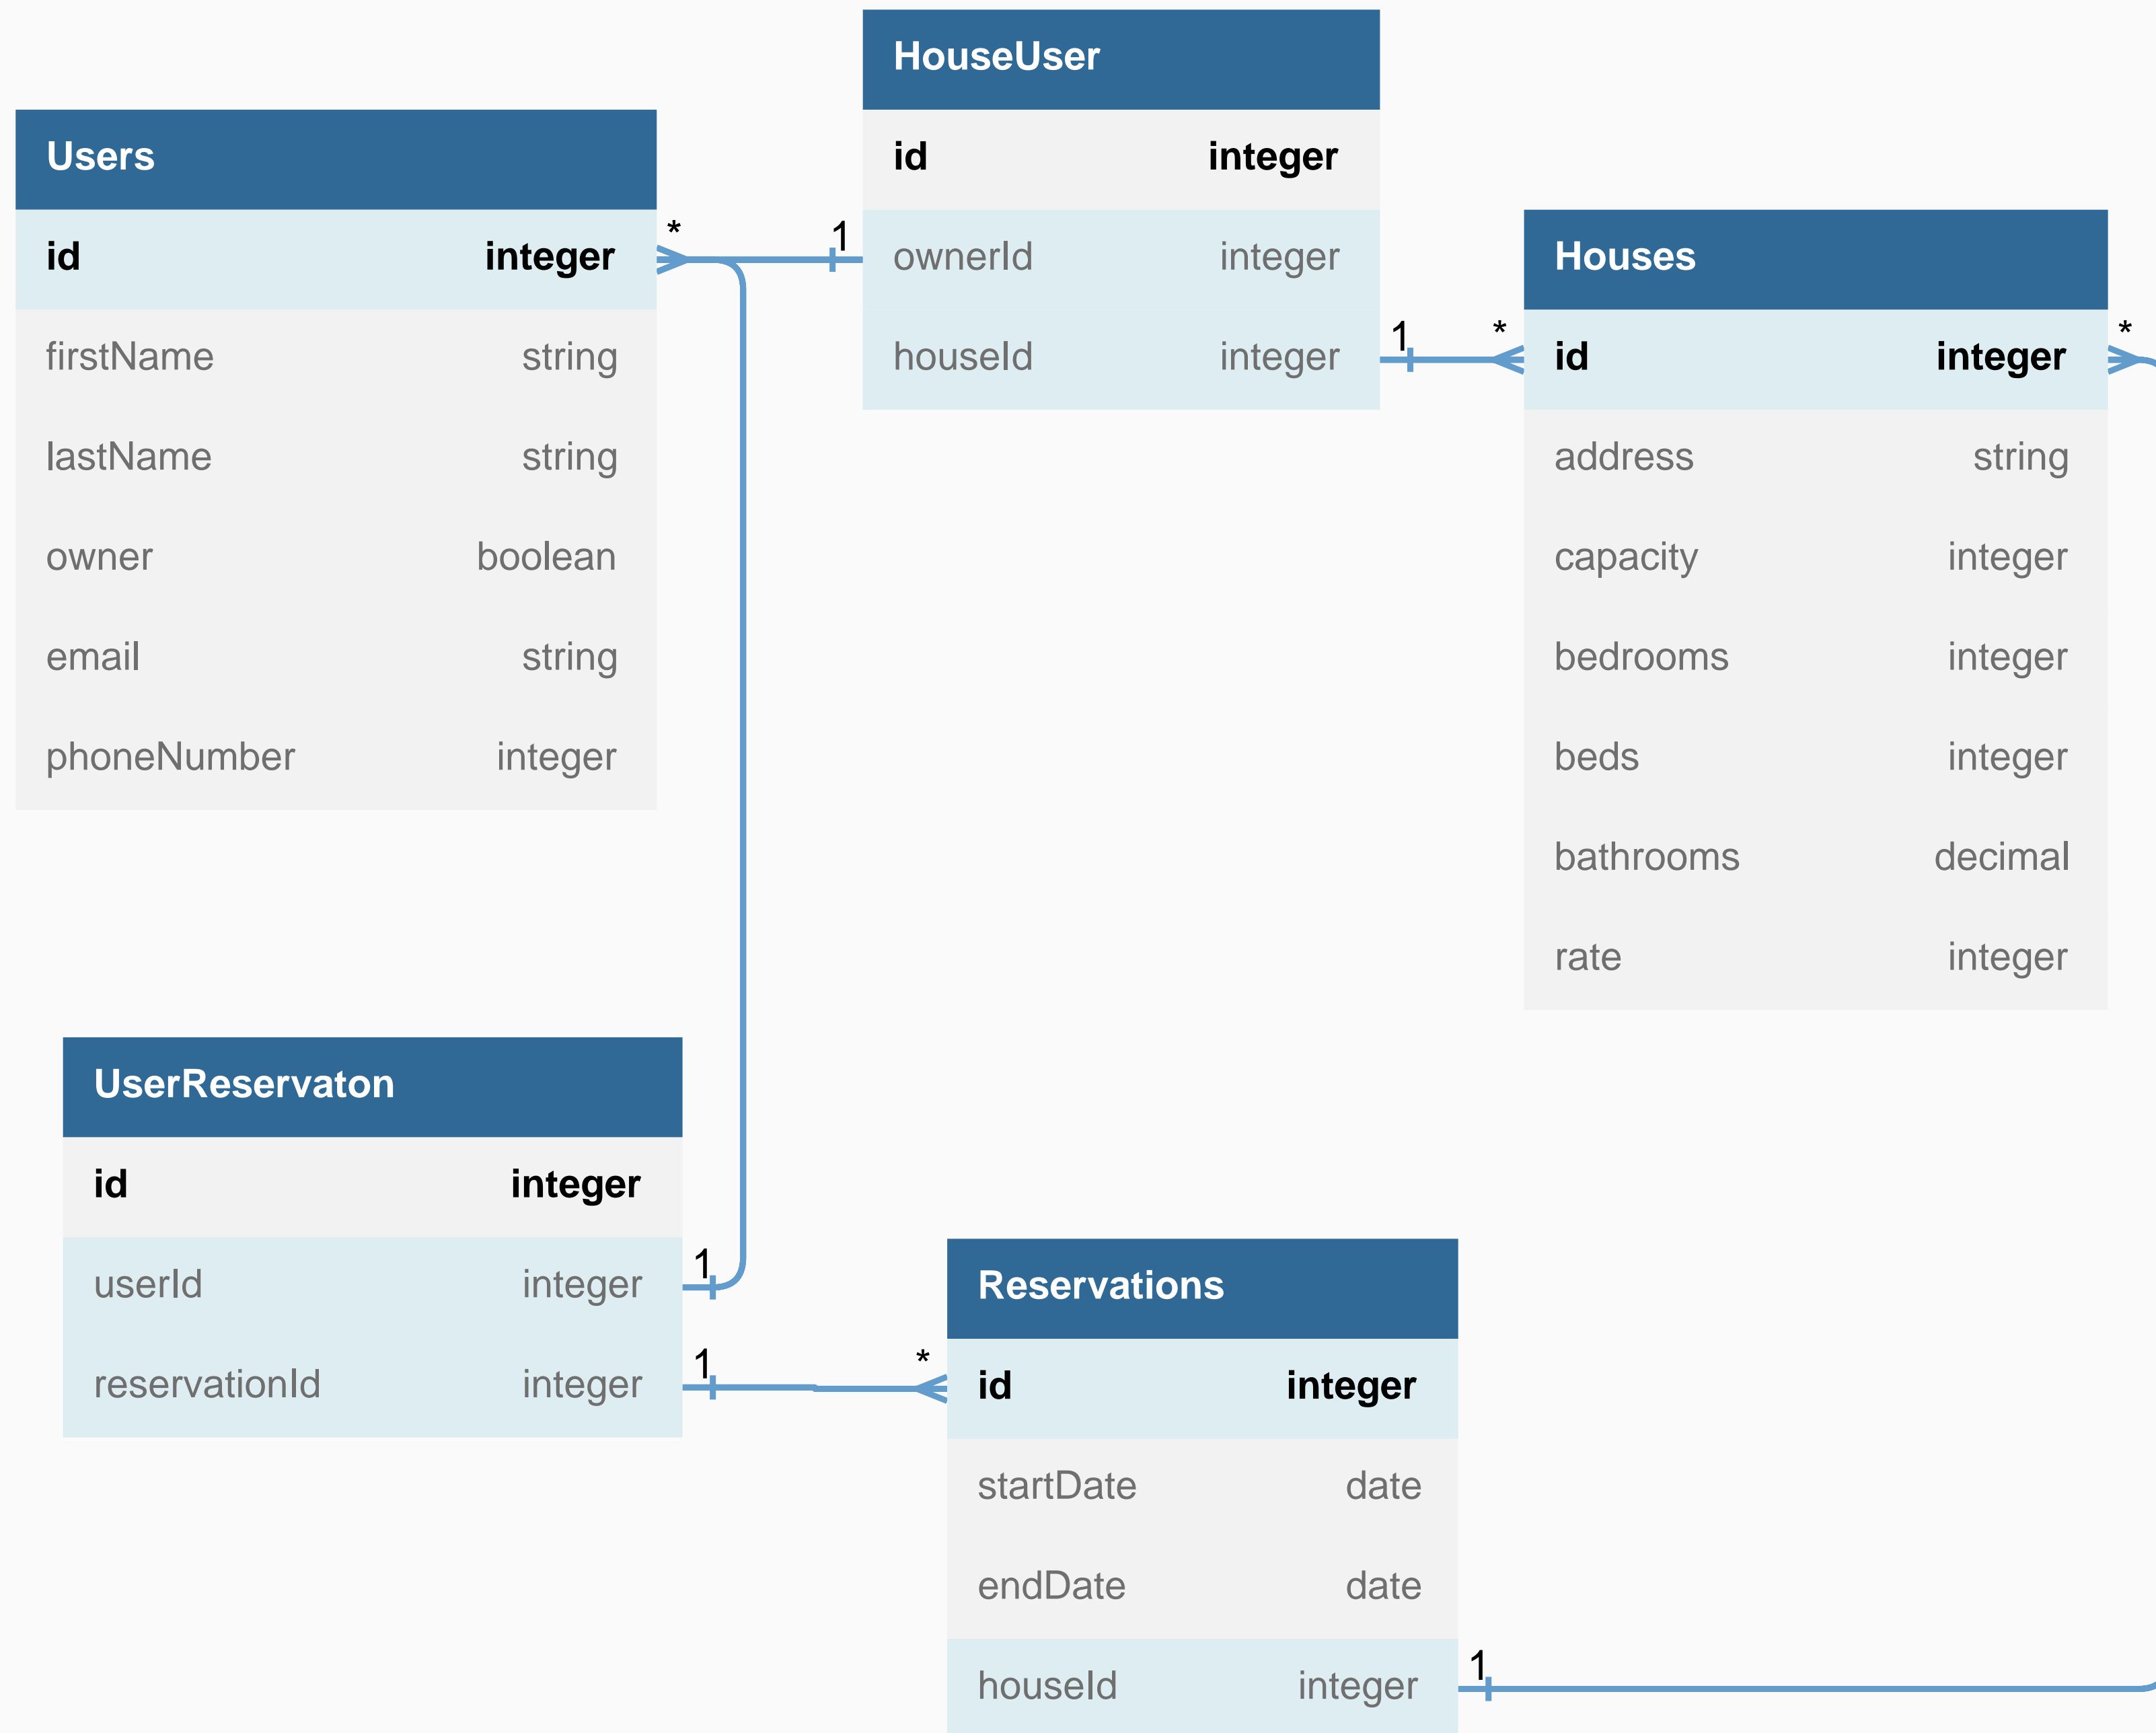 HouseUser
id integer
ownerId integer
houseId integer
Users
id integer
firstName string
lastName string
owner boolean
email string
phoneNumber integer
* 1
1 *
Houses
id integer
address string
capacity integer
bedrooms integer
beds integer
bathrooms decimal
rate integer
*
UserReservaton
id integer
userId integer
reservationId integer
1
1 *
Reservations
id integer
startDate date
endDate date
houseId integer
1